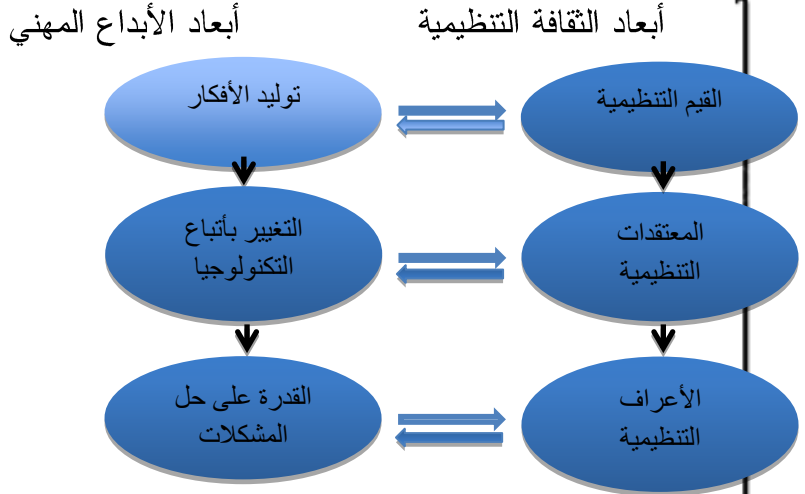 أبعاد الثقافة التنظيمية
أبعاد الأبداع المهني
القيم التنظيمية
توليد الأفكار
المعتقدات
التنظيمية
التغيير بأتباع
التكنولوجيا
الأعراف
التنظيمية
القدرة على حل
المشكلات